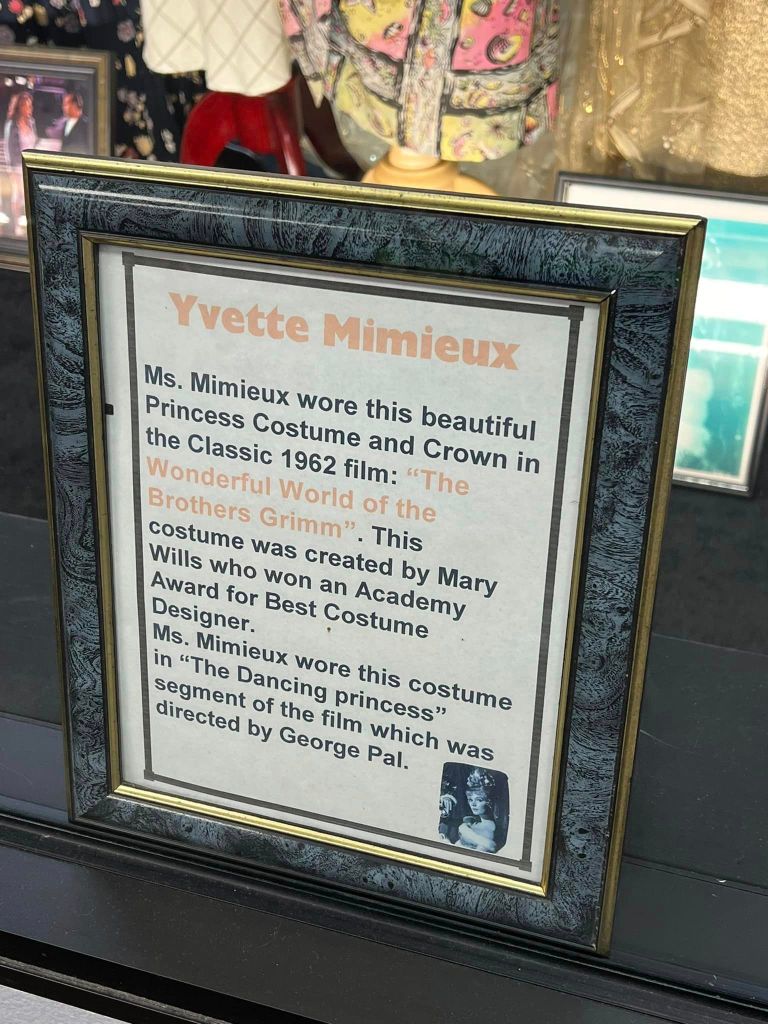 Yvette Mimieux
Ms. Mimieux wore this beautiful
Princess Costume and Crown in
the Classic 1962 film: “The
Wonderful World of the
Brothers Grimm”. This
costume was created by Mary
Wills who won an Academy
Award for Best Costume
Designer.
Ms. Mimieux wore this costume
in “The Dancing princess”
segment of the film which was
directed by George Pal.